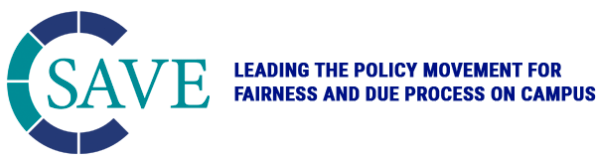 SAVE
LEADING THE POLICY MOVEMENT FOR
FAIRNESS AND DUE PROCESS ON CAMPUS